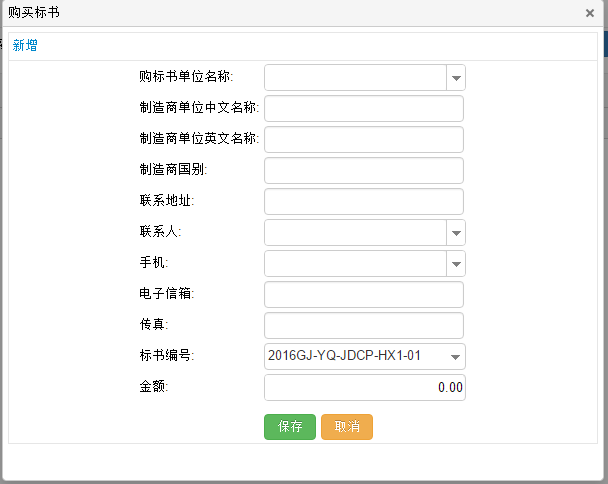 购买标书
新增
购标书单位名称:
制造商单位中文名称:
制造商单位英文名称:
制造商国别:
联系地址:
联系人:
手机:
电子信箱:
传真:
标书编号: 2016GJ-YQ-JDCP-HX1-01
金额: 0.00
保存 取消